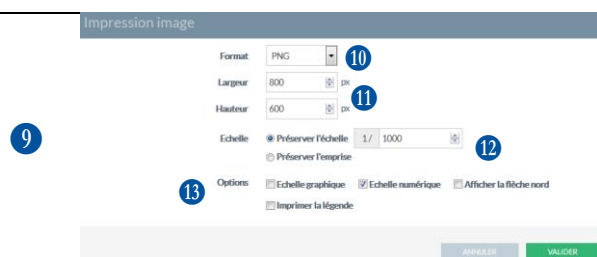 Impression image
Format PNG 10
Largeur 800 px
11
Hauteur 600 px
9
Echelle Préserver l'échelle 1 / 1000
12
Préserver l'emprise
13
Options Echelle graphique Echelle numérique Afficher la flèche nord
Imprimer la légende
ANNULER VALIDER